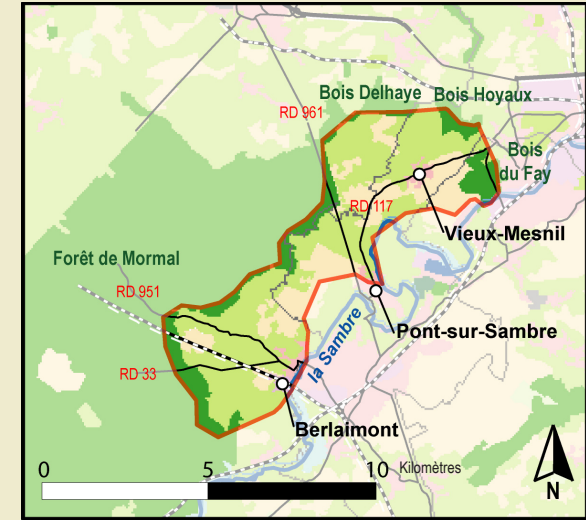 Bois Delhaye
Bois Hoyaux
RD 961
Bois
du Fay
RD 117
Vieux-Mesnil
Forêt de Mormal
RD 951
Pont-sur-Sambre
la Sambre
RD 33
Berlaimont
0 5 10 Kilomètres
N